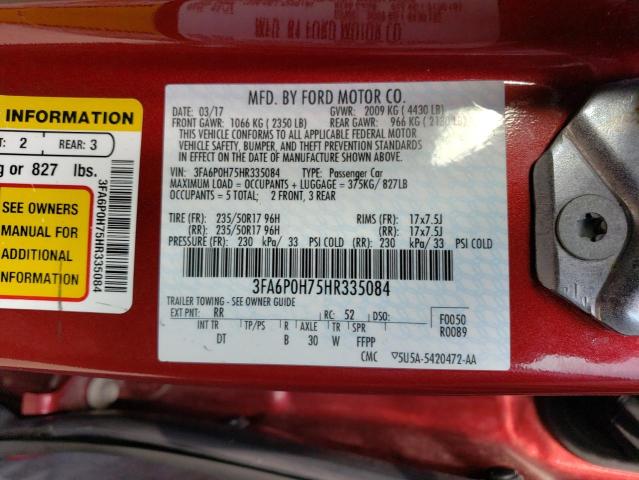 MFD. BY FORD MOTOR CO.
DATE: 03/17 GVWR: 2009 KG ( 4430 LB)
FRONT GAWR: 1066 KG ( 2350 LB) REAR GAWR: 966 KG
THIS VEHICLE CONFORMS TO ALL APPLICABLE FEDERAL MOTOR
VEHICLE SAFETY, BUMPER, AND THEFT PREVENTION STANDARDS
IN EFFECT ON THE DATE OF MANUFACTURE SHOWN ABOVE.
VIN: 3FA6P0H75HR335084 TYPE: Passenger Car
MAXIMUM LOAD = OCCUPANTS + LUGGAGE = 375KG/ 827LB
OCCUPANTS = 5 TOTAL; 2 FRONT, 3 REAR
TIRE (FR): 235/50R17 96H RIMS (FR): 17x7.5J
(RR): 235/50R17 96H (RR): 17x7.5J
PRESSURE (FR): 230 kPa/ 33 PSI COLD (RR): 230 kPa/ 33 PSI COLD
3FA6P0H75HR335084
TRAILER TOWING - SEE OWNER GUIDE
EXT PNT: RR RC: 52 DSO: F0050
R0089
INT TR TP/PS R AXLE TR SPR
DT B 30 W FFPP
CMC ▽5U5A-5420472-AA
INFORMATION
T: 2 REAR: 3
g or 827 lbs.
SEE OWNERS
MANUAL FOR
ADDITIONAL
INFORMATION
3FA6P0H75HR335084